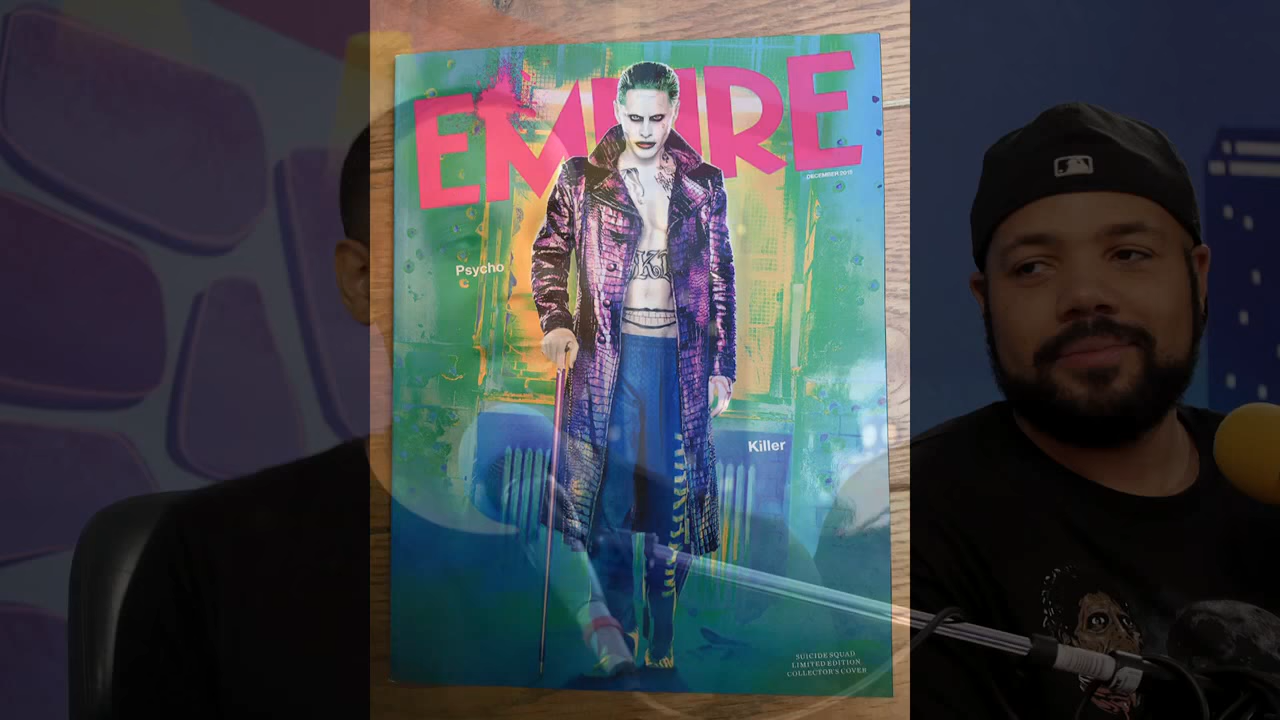 EMPIRE
DECEMBER 2015
Psycho
Killer
SUICIDE SQUAD
LIMITED EDITION
COLLECTOR'S COVER